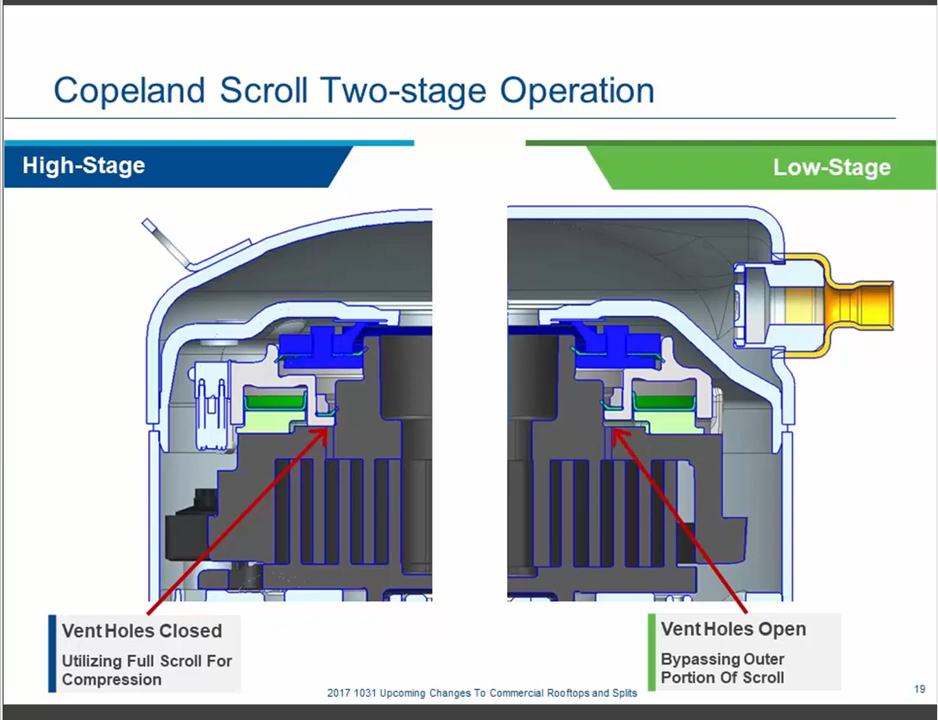 Copeland Scroll Two-stage Operation
High-Stage
Low-Stage
Vent Holes Closed
Utilizing Full Scroll For
Compression
Vent Holes Open
Bypassing Outer
Portion Of Scroll
2017 1031 Upcoming Changes To Commercial Rooftops and Splits
19